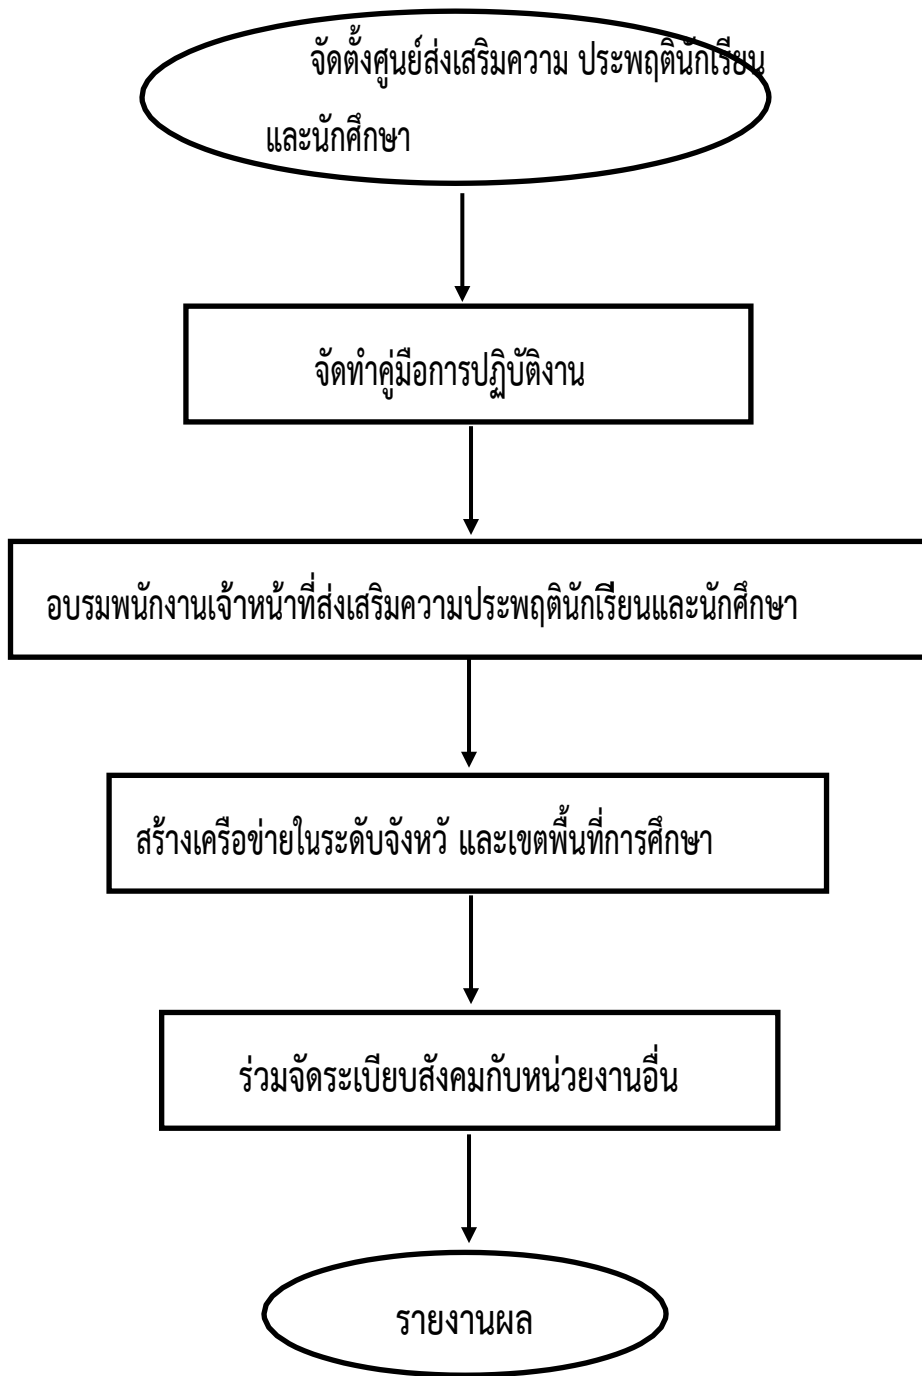 จัดตั้งศูนย์ส่งเสริมความ ประพฤตินักเรียน
และนักศึกษา
จัดทำคู่มือการปฏิบัติงาน
อบรมพนักงานเจ้าหน้าที่ส่งเสริมความประพฤตินักเรียนและนักศึกษา
สร้างเครือข่ายในระดับจังหวั และเขตพื้นที่การศึกษา
ร่วมจัดระเบียบสังคมกับหน่วยงานอื่น
รายงานผล